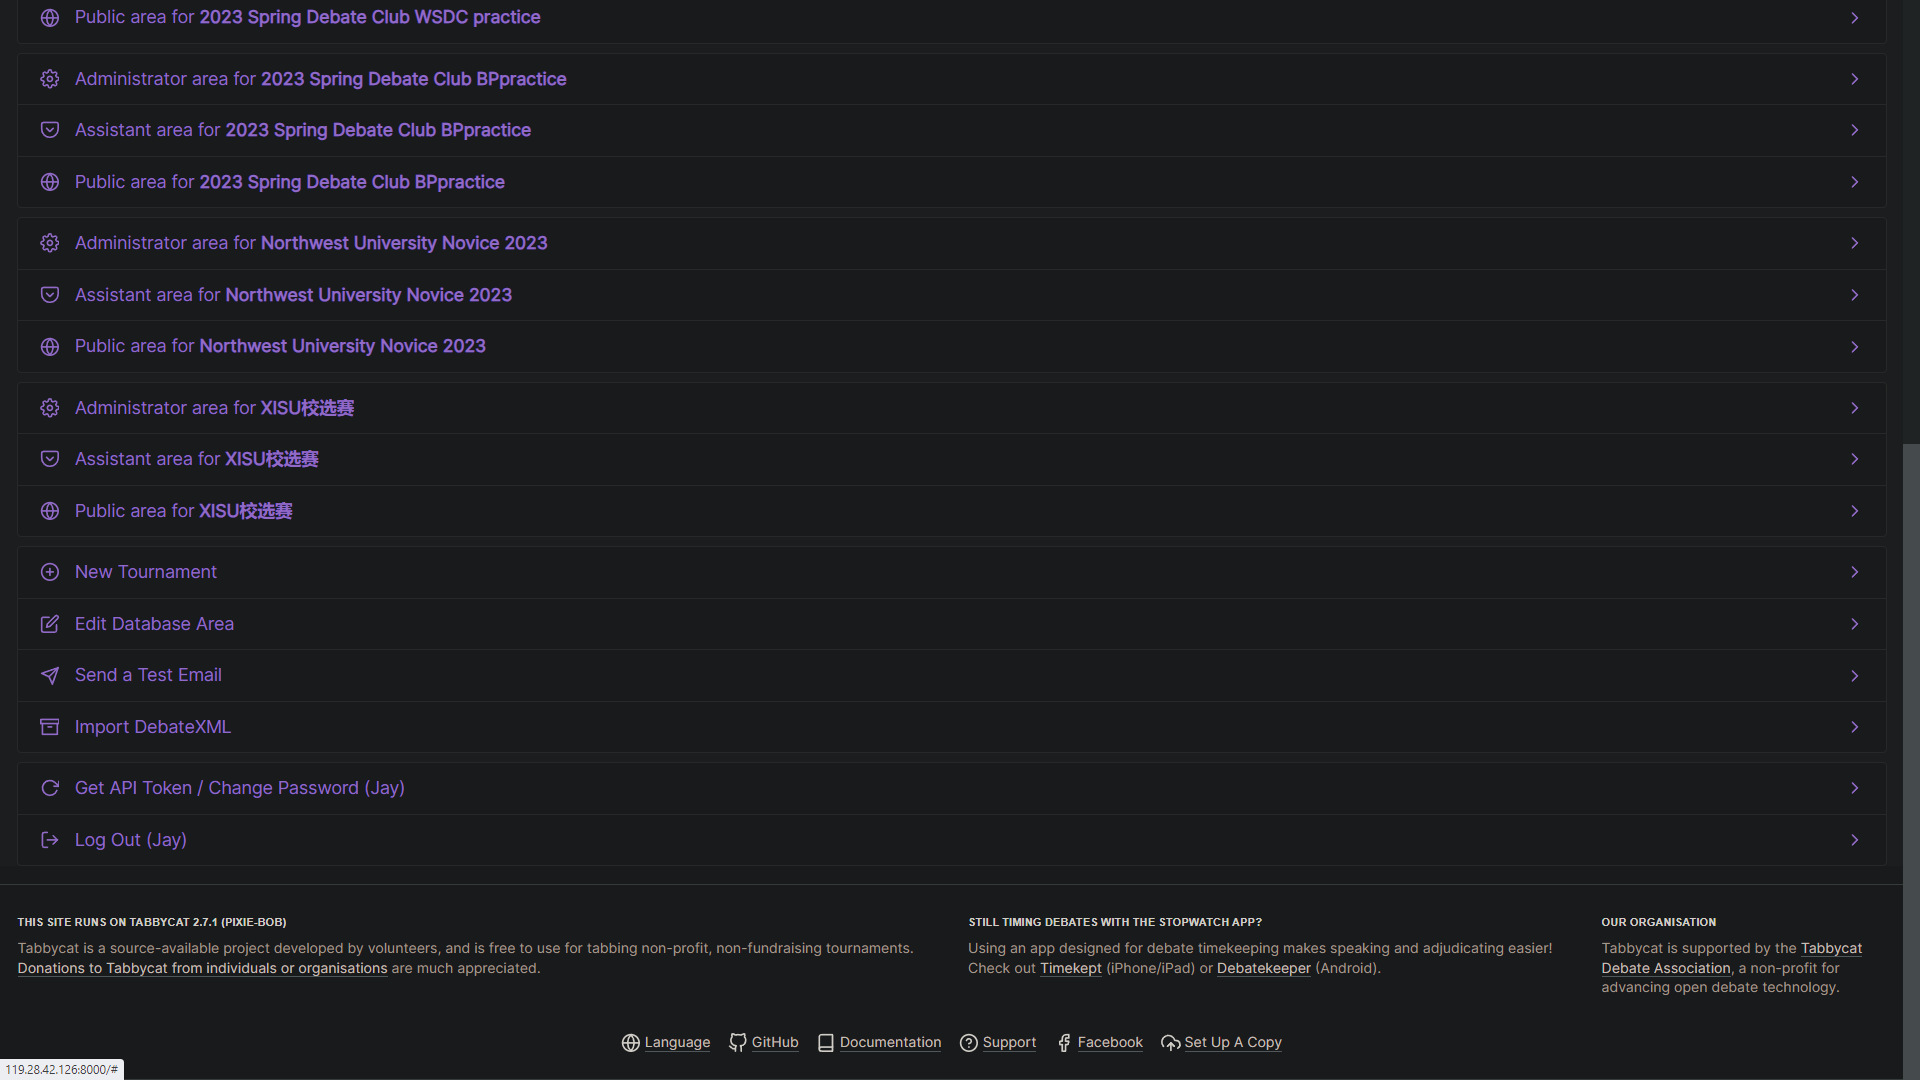 Public area for 2023 Spring Debate Club WSDC practice
Administrator area for 2023 Spring Debate Club BPpractice
Assistant area for 2023 Spring Debate Club BPpractice
Public area for 2023 Spring Debate Club BPpractice
Administrator area for Northwest University Novice 2023
Assistant area for Northwest University Novice 2023
Public area for Northwest University Novice 2023
Administrator area for XISU校选赛
Assistant area for XISU校选赛
Public area for XISU校选赛
New Tournament
Edit Database Area
Send a Test Email
Import DebateXML
Get API Token / Change Password (Jay)
Log Out (Jay)
THIS SITE RUNS ON TABBYCAT 2.7.1 (PIXIE-BOB)
Tabbycat is a source-available project developed by volunteers, and is free to use for tabbing non-profit, non-fundraising tournaments.
Donations to Tabbycat from individuals or organisations are much appreciated.
STILL TIMING DEBATES WITH THE STOPWATCH APP?
Using an app designed for debate timekeeping makes speaking and adjudicating easier!
Check out Timekept (iPhone/iPad) or Debatekeeper (Android).
OUR ORGANISATION
Tabbycat is supported by the Tabbycat
Debate Association, a non-profit for
advancing open debate technology.
Language GitHub Documentation Support Facebook Set Up A Copy
119.28.42.126:8000/#